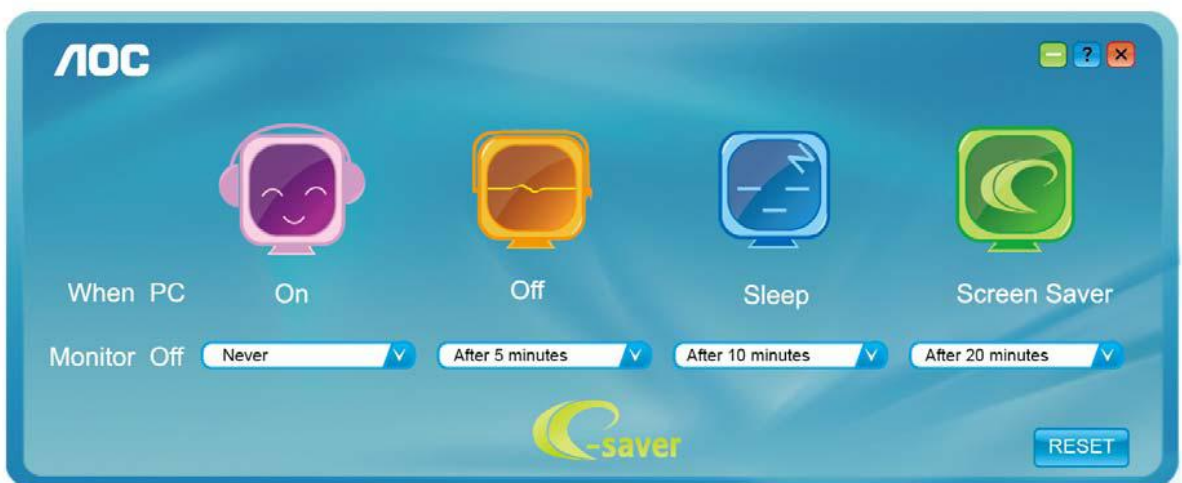 AOC
?
When PC On Off Sleep Screen Saver
Monitor Off Never After 5 minutes After 10 minutes After 20 minutes
e-saver
RESET